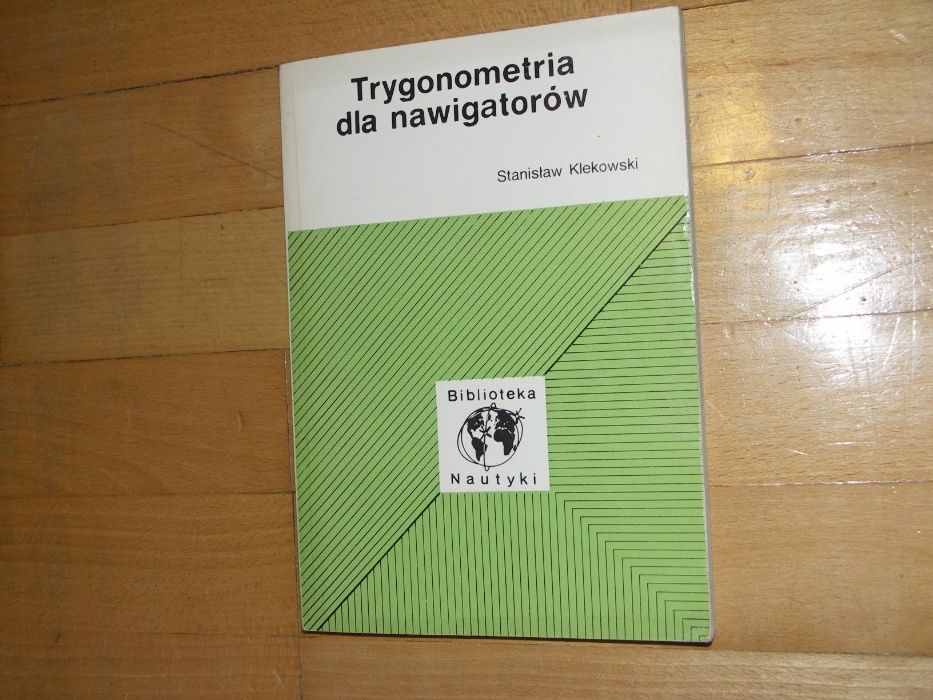 Trygonometria
dla nawigatorów
Stanisław Klekowski
Biblioteka
Nautyki